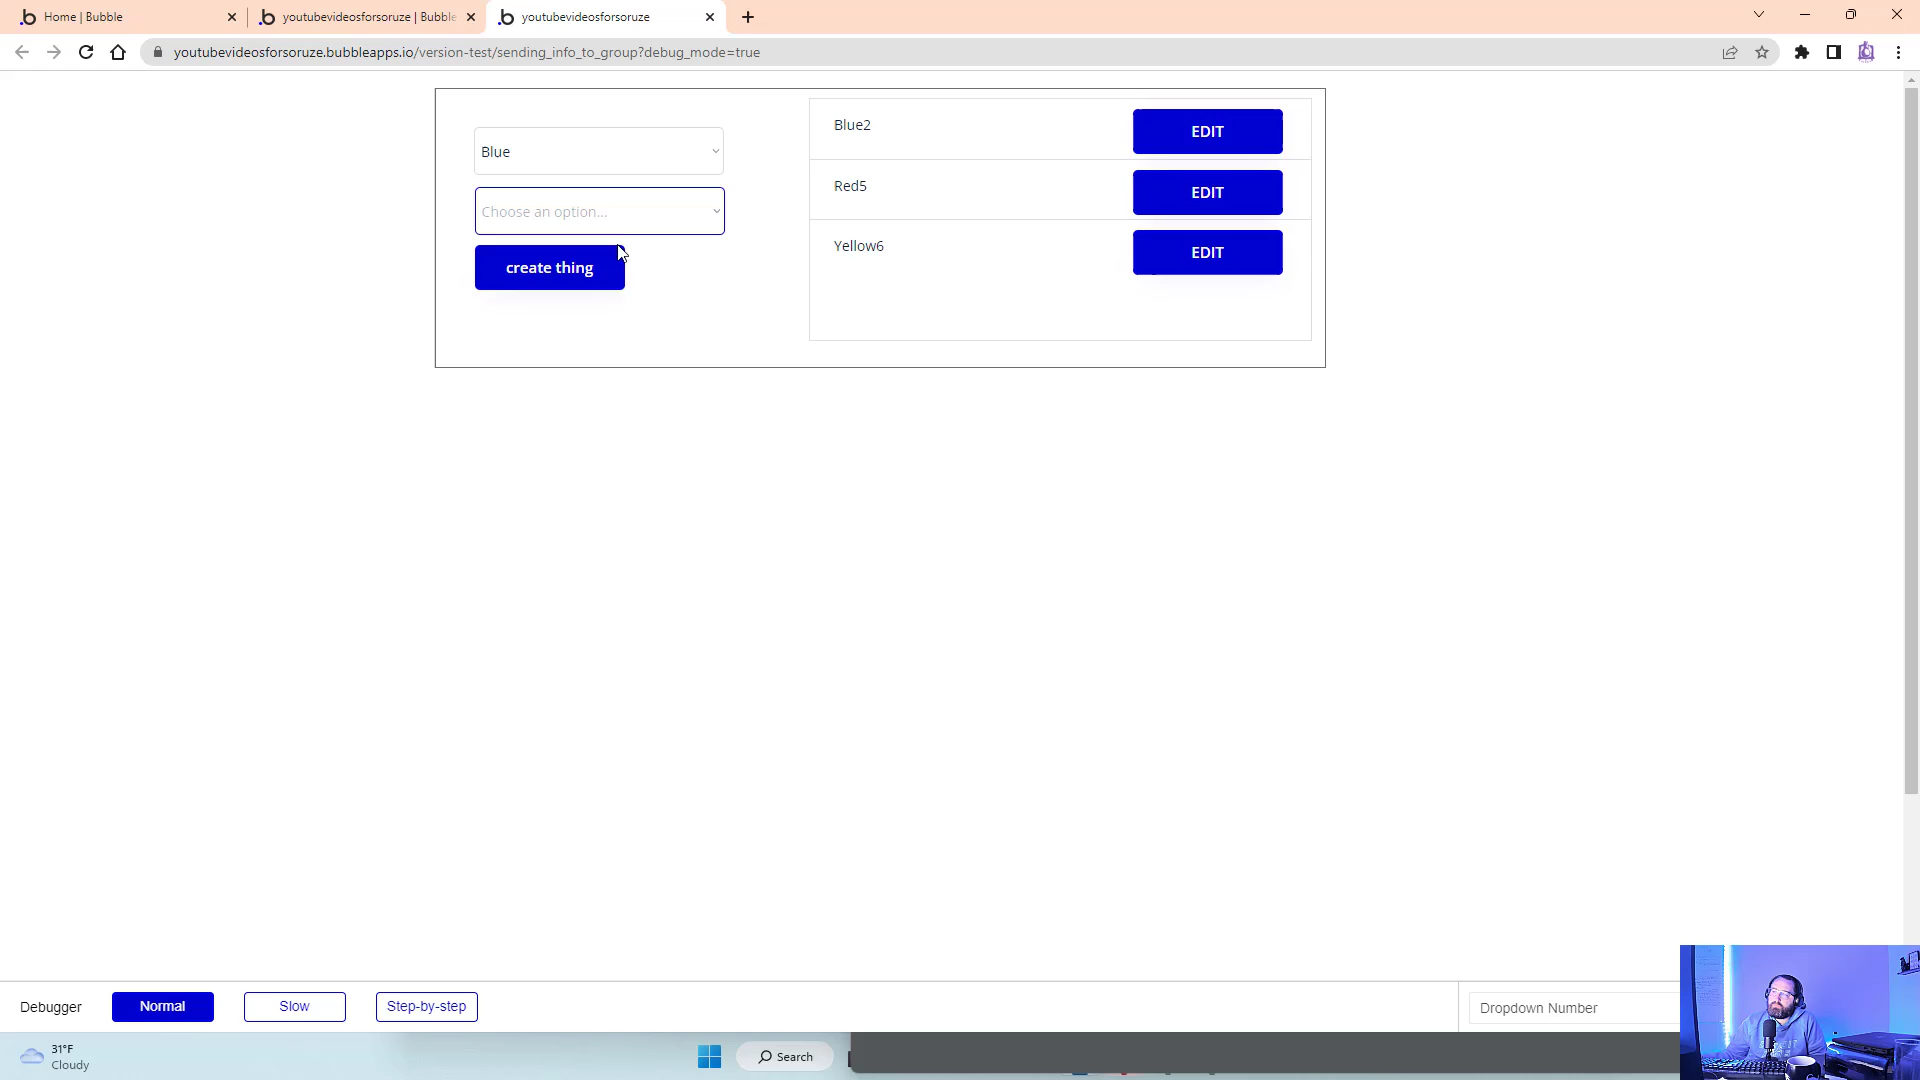 Home | Bubble
youtubevideosforsoruze | Bubble
youtubevideosforsoruze
youtubevideosforsoruze.bubbleapps.io/version-test/sending_info_to_group?debug_mode=true
Blue
Choose an option...
create thing
Blue2
EDIT
Red5
EDIT
Yellow6
EDIT
Debugger
Normal
Slow
Step-by-step
Dropdown Number
31°F
Cloudy
Search